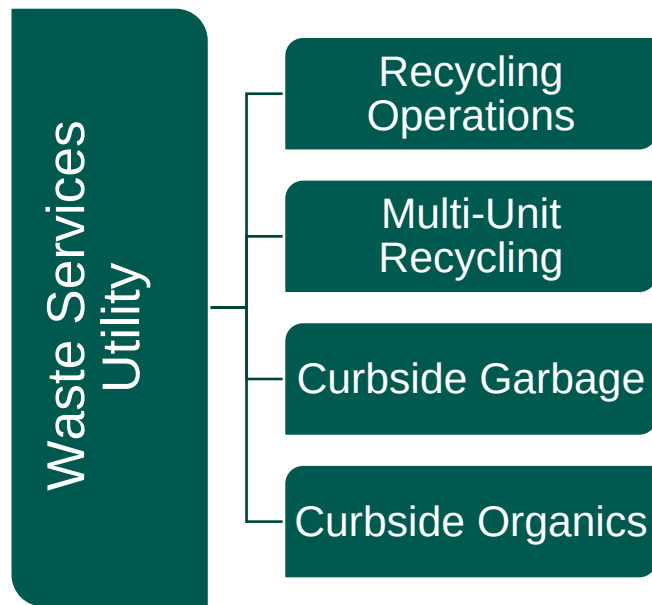 Waste Services
Utility
Recycling
Operations
Multi-Unit
Recycling
Curbside Garbage
Curbside Organics